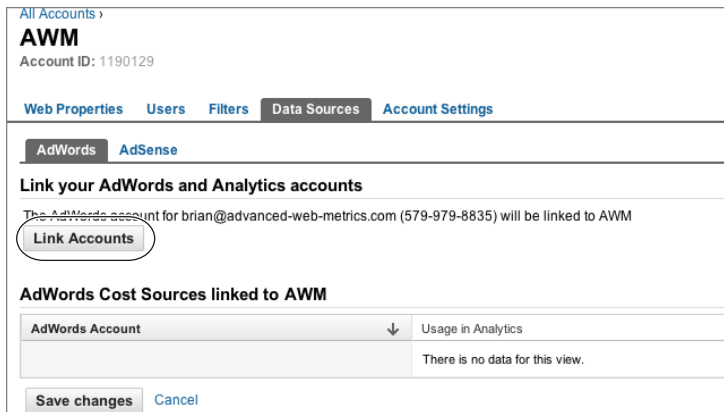 All Accounts ›
AWM
Account ID: 1190129
Web Properties Users Filters Data Sources Account Settings
AdWords AdSense
Link your AdWords and Analytics accounts
The AdWords account for brian@advanced-web-metrics.com (579-979-8835) will be linked to AWM
Link Accounts
AdWords Cost Sources linked to AWM
AdWords Account ↓ Usage in Analytics
There is no data for this view.
Save changes Cancel